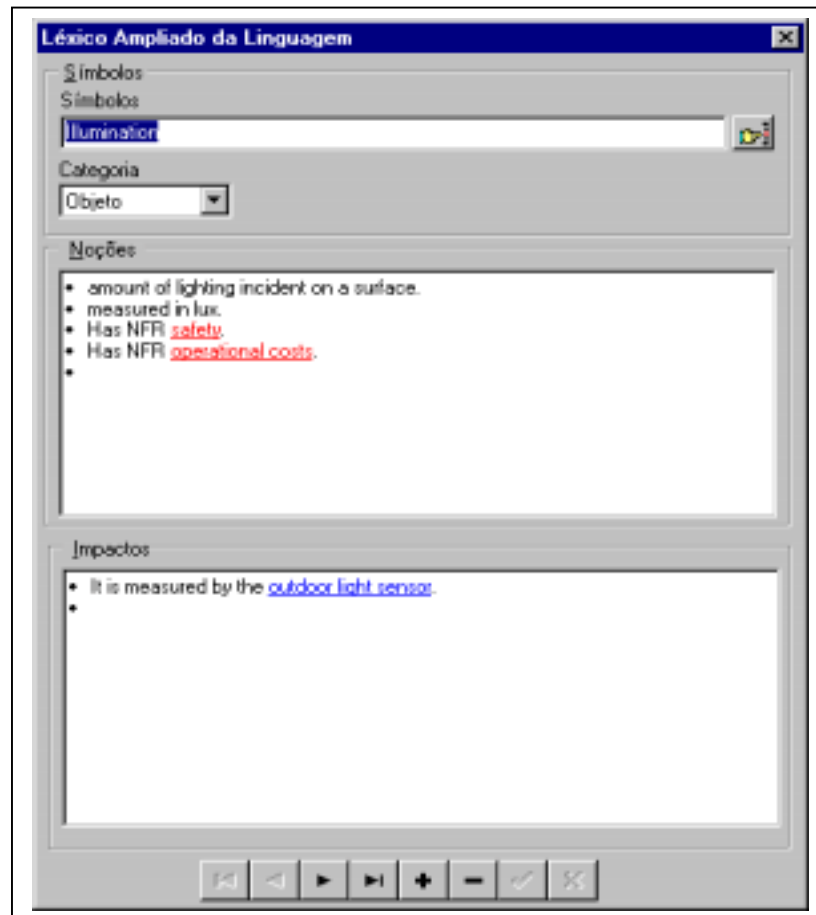 Léxico Ampliado da Linguagem
Símbolos
Símbolos
Illumination
Categoria
Objeto
Noções
• amount of lighting incident on a surface.
• measured in lux.
• Has NFR safety.
• Has NFR operational costs.
•
Impactos
• It is measured by the outdoor light sensor.
•